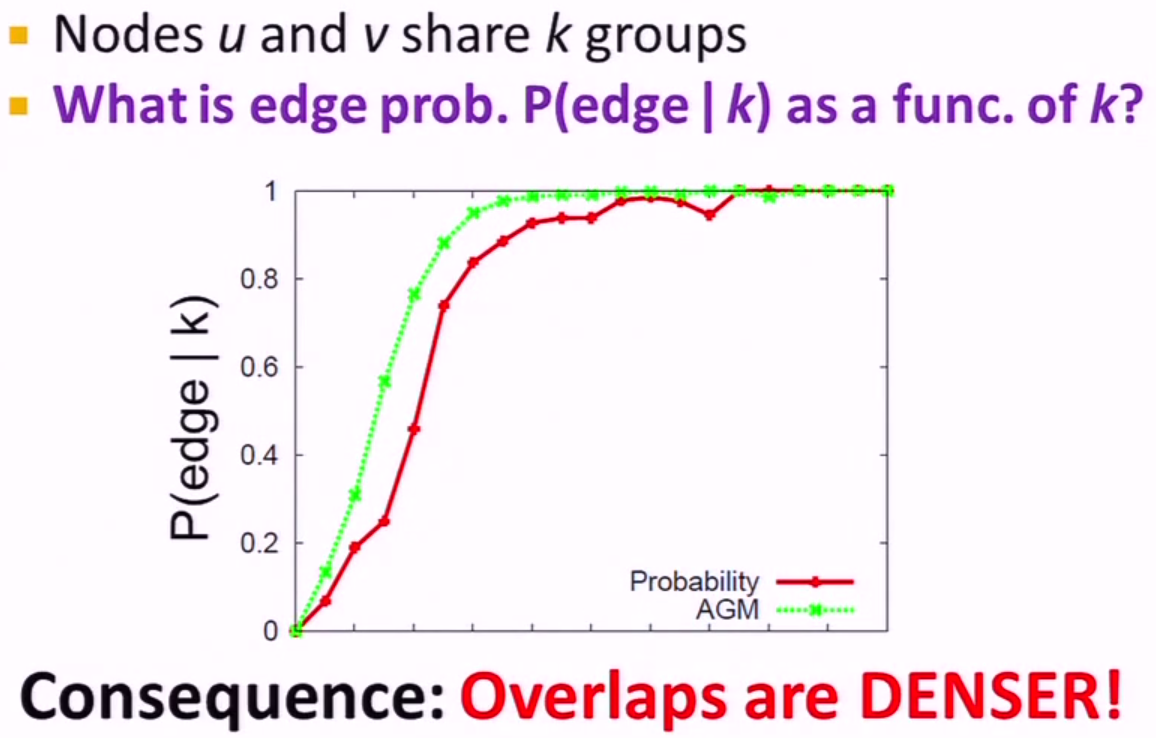 Nodes u and v share k groups
What is edge prob. P(edge | k) as a func. of k?
P(edge | k)
1
0.8
0.6
0.4
0.2
0
Probability
AGM
Consequence: Overlaps are DENSER!